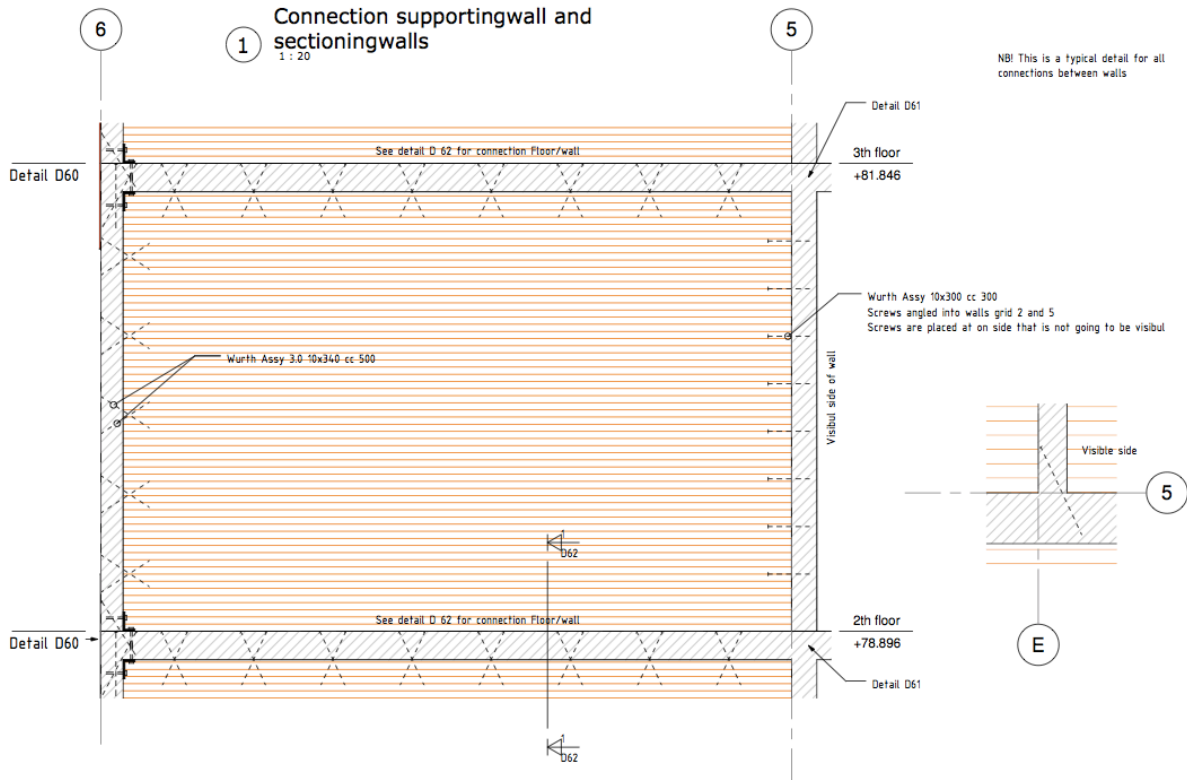 6
1
Connection supportingwall and
sectioningwalls
1 : 20
5
NB! This is a typical detail for all
connections between walls
Detail D61
See detail D 62 for connection Floor/wall
3th floor
+81.846
Detail D60
Wurth Assy 10x300 cc 300
Screws angled into walls grid 2 and 5
Screws are placed at on side that is not going to be visibul
Wurth Assy 3.0 10x340 cc 500
Visibul side of wall
Visible side
5
1
D62
See detail D 62 for connection Floor/wall
2th floor
+78.896
Detail D60
E
Detail D61
1
D62